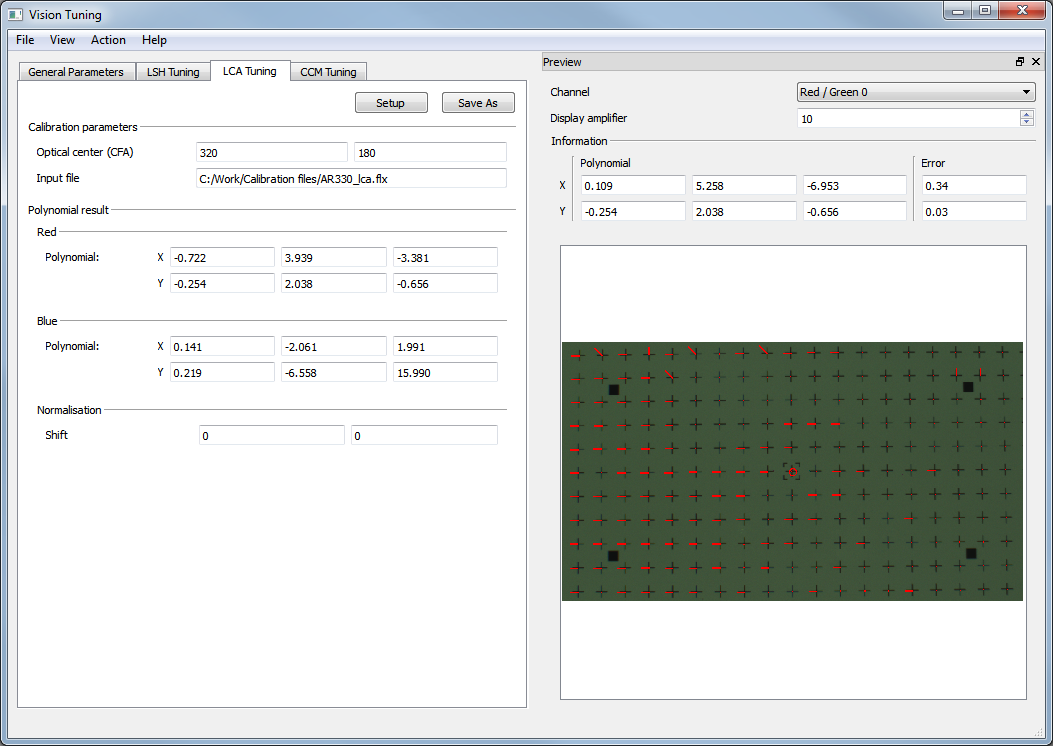 Vision Tuning
File View Action Help
General Parameters LSH Tuning LCA Tuning CCM Tuning
Setup Save As
Calibration parameters
Optical center (CFA) 320 180
Input file C:/Work/Calibration files/AR330_lca.flx
Polynomial result
Red
Polynomial: X -0.722 3.939 -3.381
Y -0.254 2.038 -0.656
Blue
Polynomial: X 0.141 -2.061 1.991
Y 0.219 -6.558 15.990
Normalisation
Shift 0 0
Preview
Channel Red / Green 0
Display amplifier 10
Information
Polynomial Error
X 0.109 5.258 -6.953 0.34
Y -0.254 2.038 -0.656 0.03